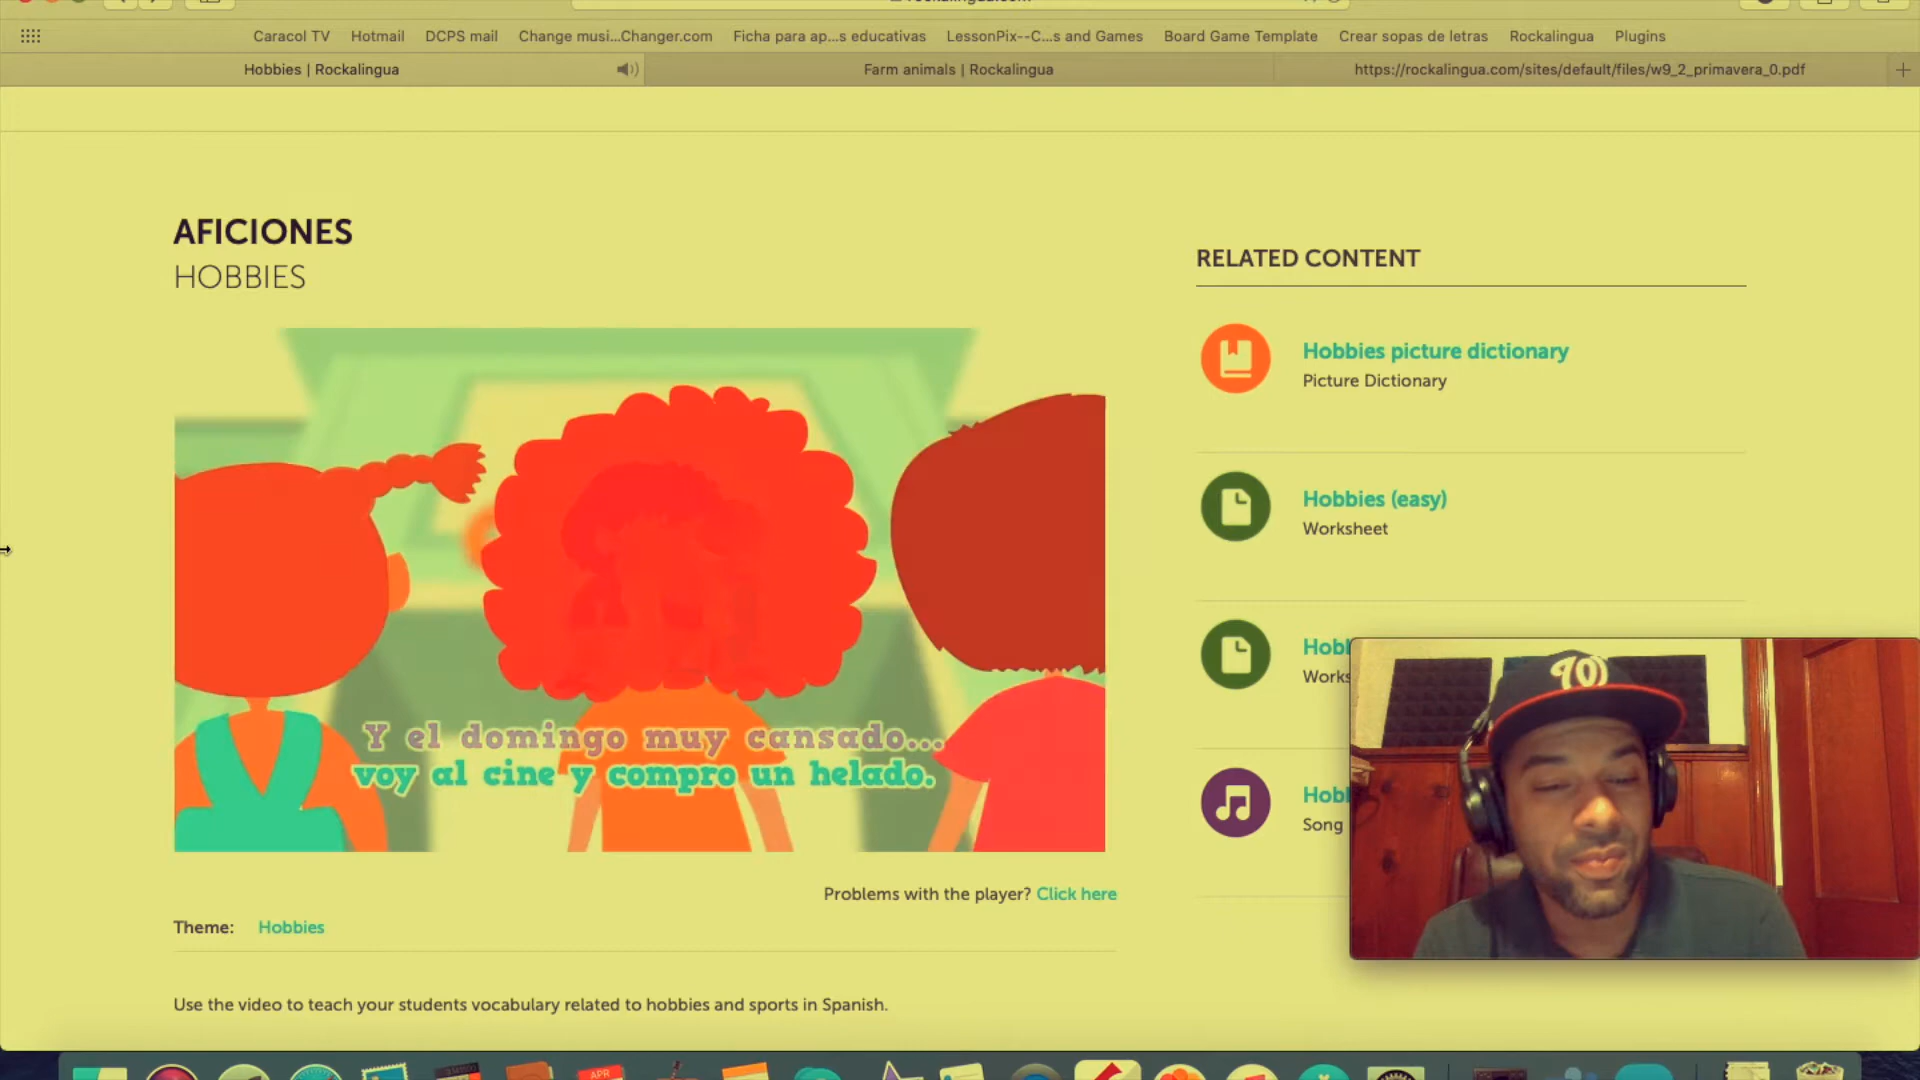 rockalingua.com
Caracol TV Hotmail DCPS mail Change musi...Changer.com Ficha para ap...s educativas LessonPix--C...s and Games Board Game Template Crear sopas de letras Rockalingua Plugins
Hobbies | Rockalingua Farm animals | Rockalingua https://rockalingua.com/sites/default/files/w9_2_primavera_0.pdf
AFICIONES
HOBBIES
Y el domingo muy cansado...
voy al cine y compro un helado.
Problems with the player? Click here
Theme: Hobbies
Use the video to teach your students vocabulary related to hobbies and sports in Spanish.
RELATED CONTENT
Hobbies picture dictionary
Picture Dictionary
Hobbies (easy)
Worksheet
Song
W
APR